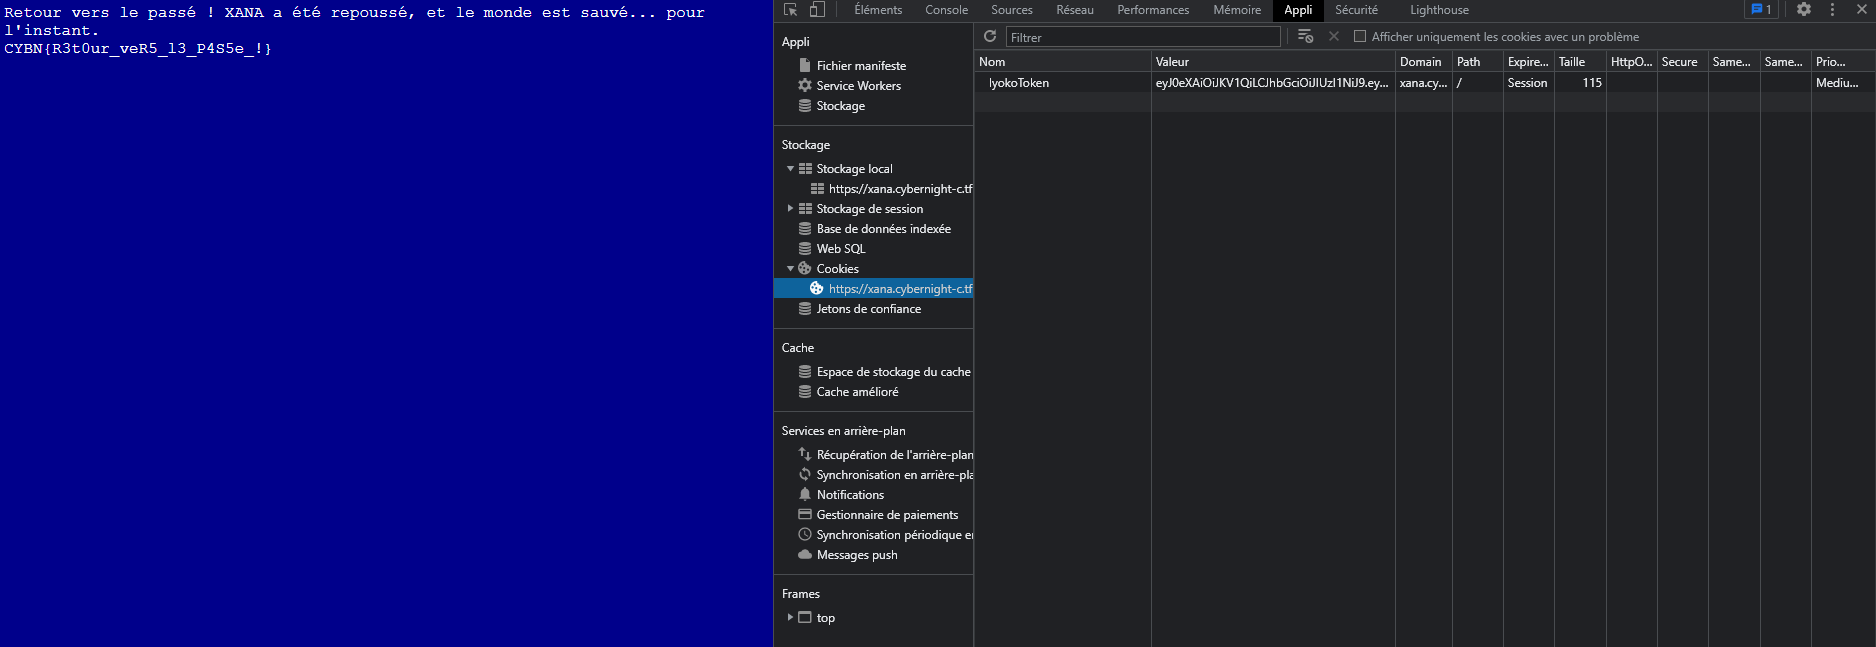 Retour vers le passé ! XANA a été repoussé, et le monde est sauvé... pour
l'instant.
CYBN{R3t0ur_veR5_l3_P4S5e_!}
Éléments Console Sources Réseau Performances Mémoire Appli Sécurité Lighthouse 1
Appli
Fichier manifeste
Service Workers
Stockage
Stockage
Stockage local
https://xana.cybernight-c.tf
Stockage de session
Base de données indexée
Web SQL
Cookies
https://xana.cybernight-c.tf
Jetons de confiance
Cache
Espace de stockage du cache
Cache amélioré
Services en arrière-plan
Récupération de l'arrière-plan
Synchronisation en arrière-pla
Notifications
Gestionnaire de paiements
Synchronisation périodique en
Messages push
Frames
top
Filtrer Afficher uniquement les cookies avec un problème
Nom Valeur Domain Path Expire... Taille HttpO... Secure Same... Same... Prio...
lyokoToken eyJ0eXAiOiJKV1QiLCJhbGciOiJIUzI1NiJ9.ey... xana.cy... / Session 115 Mediu...